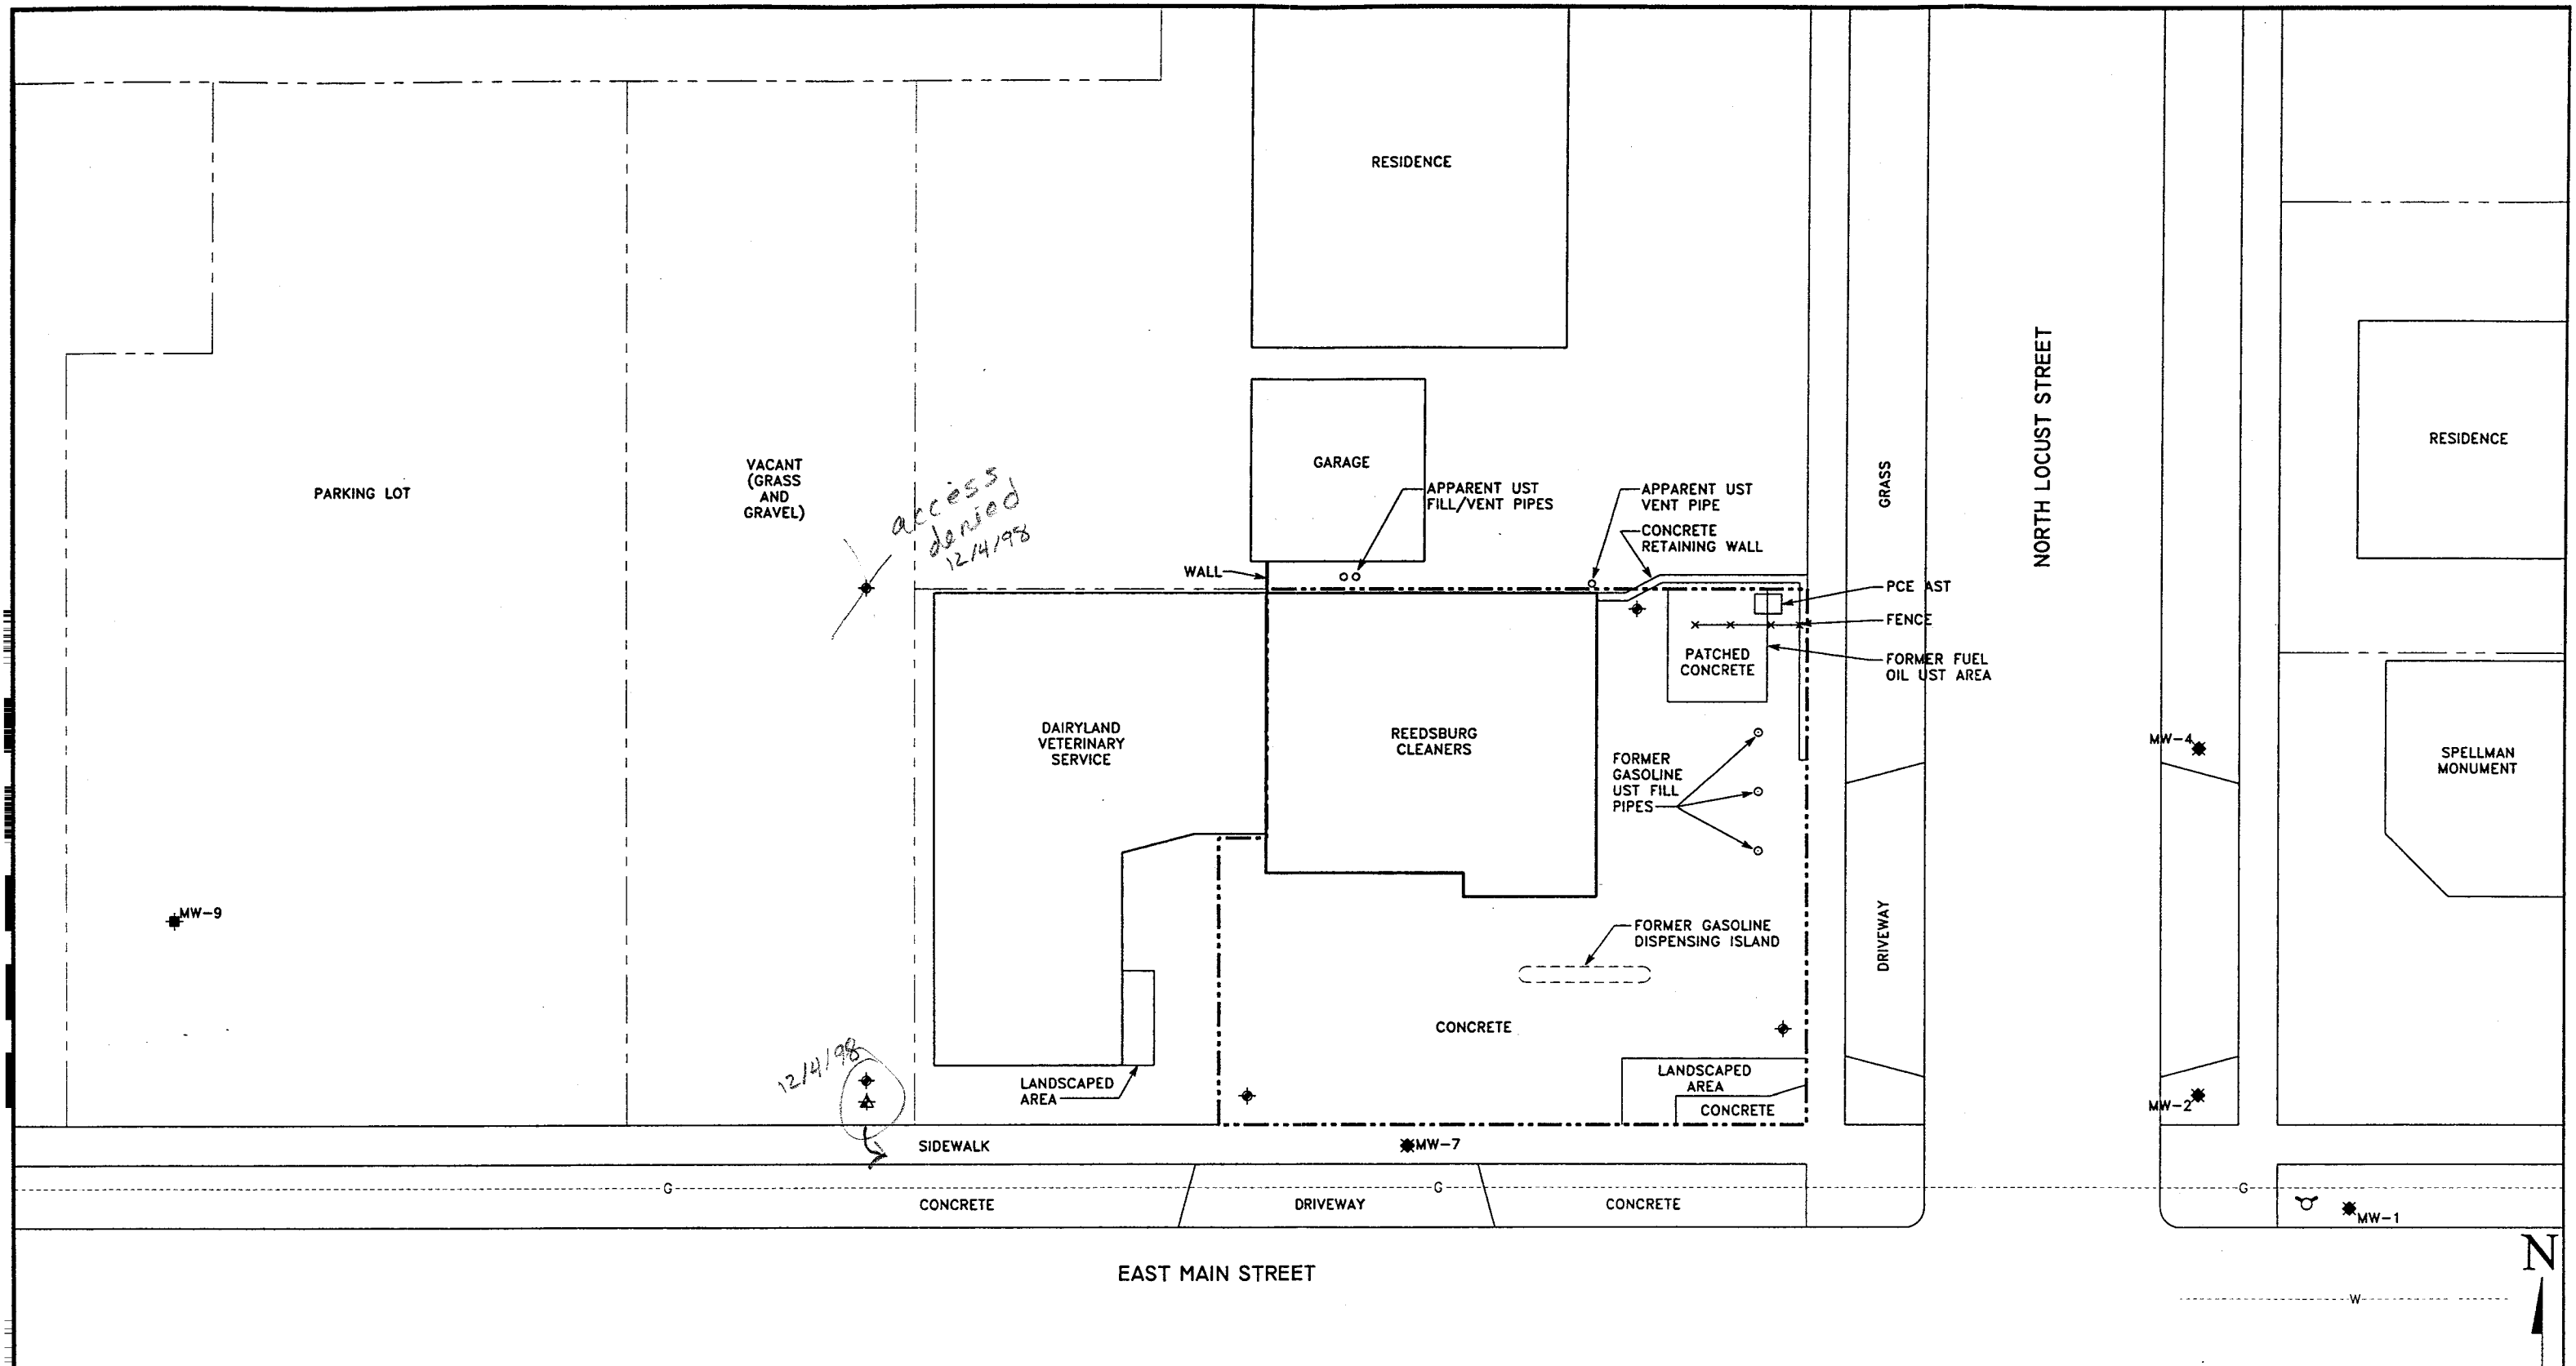 RESIDENCE
PARKING LOT
VACANT
(GRASS
AND
GRAVEL)
access
denied
12/4/98
GARAGE
APPARENT UST
FILL/VENT PIPES
APPARENT UST
VENT PIPE
CONCRETE
RETAINING WALL
WALL
GRASS
NORTH LOCUST STREET
RESIDENCE
PCE AST
FENCE
FORMER FUEL
OIL UST AREA
PATCHED
CONCRETE
DAIRYLAND
VETERINARY
SERVICE
REEDSBURG
CLEANERS
FORMER
GASOLINE
UST FILL
PIPES
MW-4
SPELLMAN
MONUMENT
MW-9
FORMER GASOLINE
DISPENSING ISLAND
DRIVEWAY
CONCRETE
12/4/98
LANDSCAPED
AREA
LANDSCAPED
AREA
CONCRETE
MW-2
SIDEWALK
MW-7
G
G
G
CONCRETE
DRIVEWAY
CONCRETE
MW-1
EAST MAIN STREET
N
W